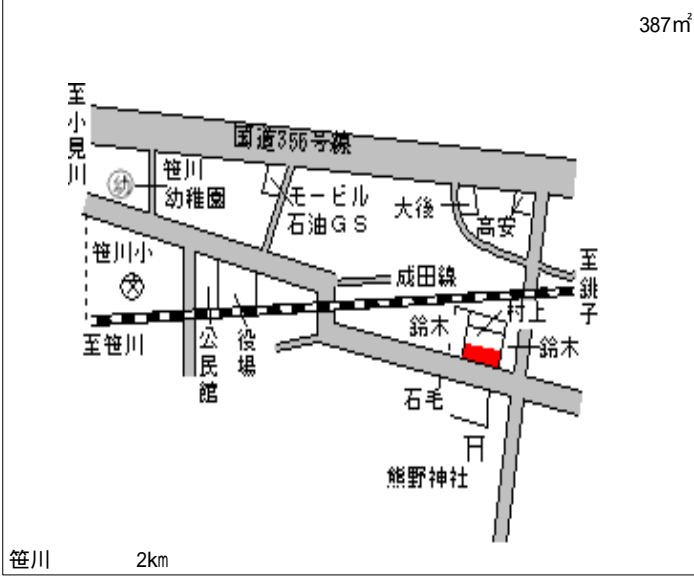 387㎡
至小見川
国道356号線
笹川
幼稚園
幼
モービル
石油GS
大後
高安
笹川小
文
成田線
至銚子
村上
鈴木
鈴木
至笹川
公民館
役場
石毛
熊野神社
笹川 2km